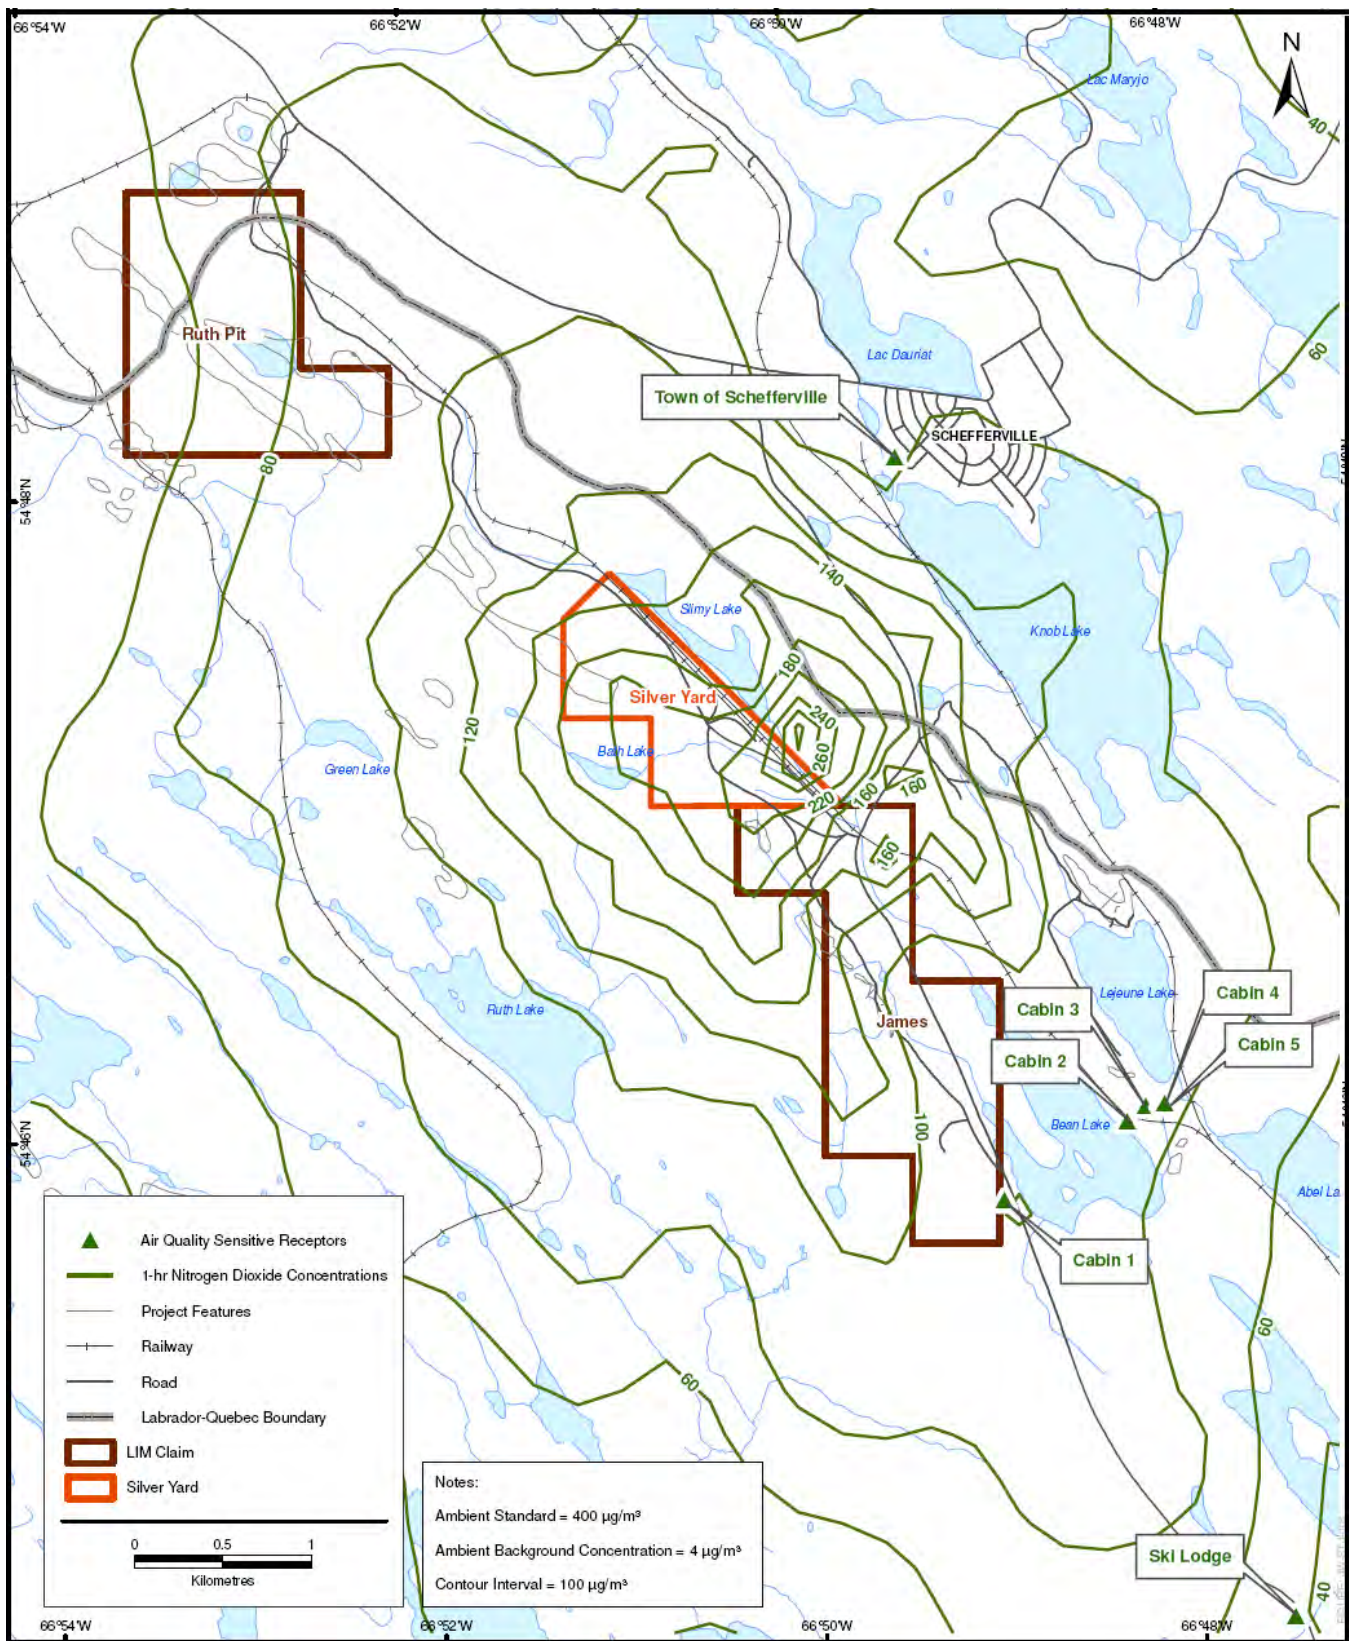 66°54'W
66°52'W
66°50'W
66°48'W
N
Lac Maryjo
40
Ruth Pit
Lac Dauriat
60
Town of Schefferville
SCHEFFERVILLE
80
54°48'N
140
Slimy Lake
Knob Lake
180
Silver Yard
240
120
Bath Lake
260
Green Lake
160
160
220
160
Ruth Lake
Lejeune Lake
Cabin 4
Cabin 3
James
Cabin 5
Cabin 2
Bean Lake
100
54°46'N
Abel La
Cabin 1
Air Quality Sensitive Receptors
1-hr Nitrogen Dioxide Concentrations
Project Features
Railway
Road
Labrador-Quebec Boundary
LIM Claim
Silver Yard
0 0.5 1
Kilometres
60
60
Notes:
Ambient Standard = 400 µg/m³
Ambient Background Concentration = 4 µg/m³
Contour Interval = 100 µg/m³
Ski Lodge
40
66°54'W
66°52'W
66°50'W
66°48'W